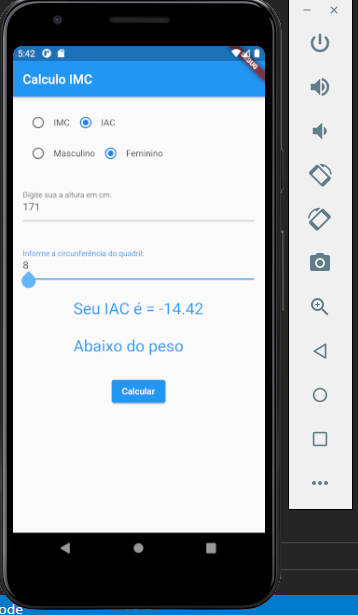 5:42
DEBUG
Calculo IMC
IMC IAC
Masculino Feminino
Digite sua a altura em cm:
171
Informe a circunferência do quadril:
8
Seu IAC é = -14.42
Abaixo do peso
Calcular
ode